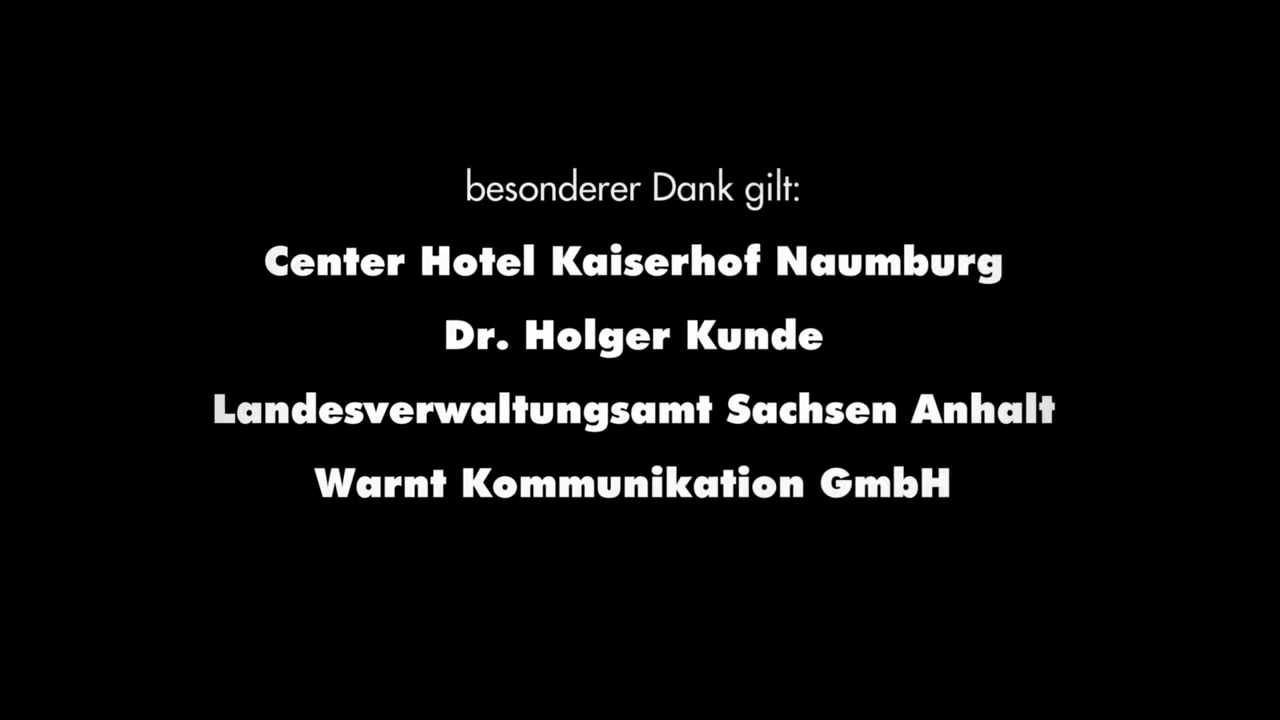 besonderer Dank gilt:
Center Hotel Kaiserhof Naumburg
Dr. Holger Kunde
Landesverwaltungsamt Sachsen Anhalt
Warnt Kommunikation GmbH